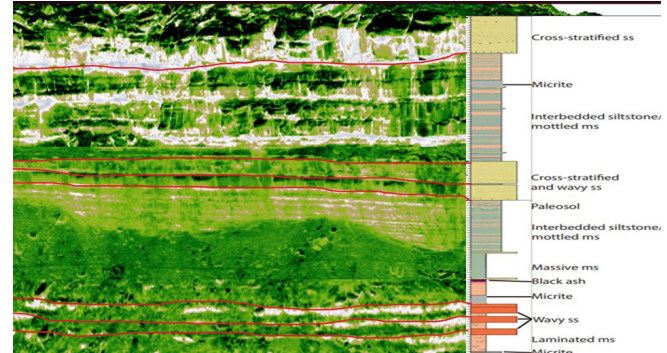 Cross-stratified ss
Micrite
Interbedded siltstone/
mottled ms
Cross-stratified
and wavy ss
Paleosol
Interbedded siltstone/
mottled ms
Massive ms
Black ash
Micrite
Wavy ss
Laminated ms
Micrite